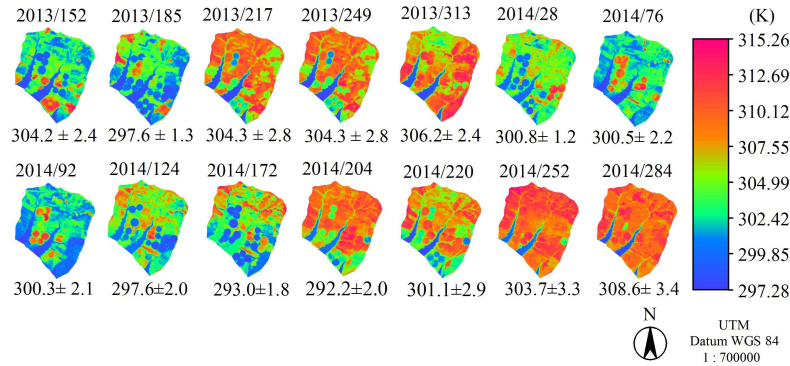 2013/152 2013/185 2013/217 2013/249 2013/313 2014/28 2014/76 (K)
304.2 ± 2.4 297.6 ± 1.3 304.3 ± 2.8 304.3 ± 2.8 306.2 ± 2.4 300.8± 1.2 300.5± 2.2
2014/92 2014/124 2014/172 2014/204 2014/220 2014/252 2014/284
300.3± 2.1 297.6±2.0 293.0±1.8 292.2±2.0 301.1±2.9 303.7±3.3 308.6± 3.4
315.26
312.69
310.12
307.55
304.99
302.42
299.85
297.28
N
UTM
Datum WGS 84
1 : 700000